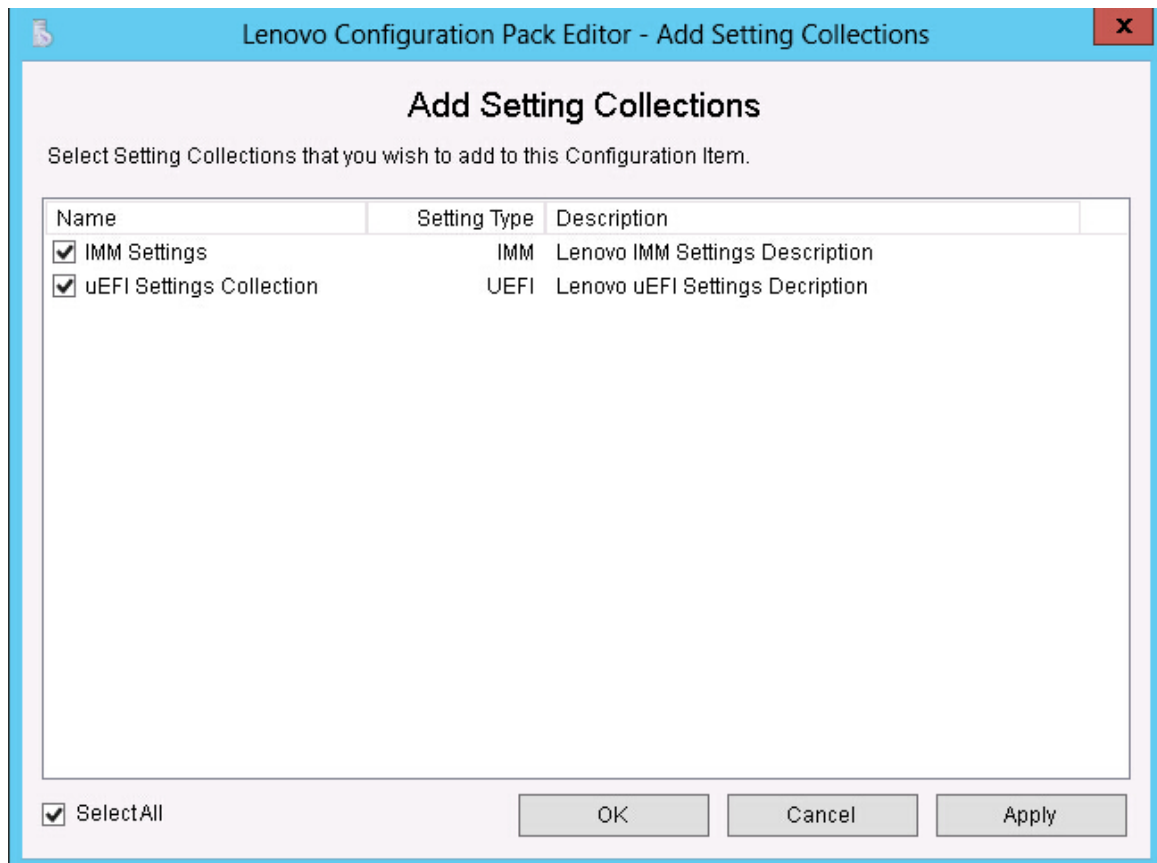 Lenovo Configuration Pack Editor - Add Setting Collections
x
Add Setting Collections
Select Setting Collections that you wish to add to this Configuration Item.
Name Setting Type Description
IMM Settings IMM Lenovo IMM Settings Description
uEFI Settings Collection UEFI Lenovo uEFI Settings Decription
Select All OK Cancel Apply